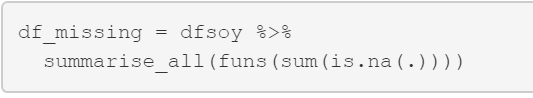 df_missing = dfsoy %>%
  summarise_all(funs(sum(is.na(.))))